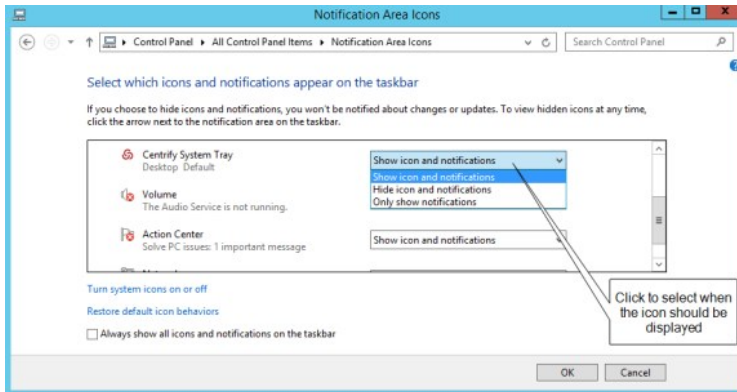 Notification Area Icons
Control Panel All Control Panel Items Notification Area Icons
Search Control Panel
Select which icons and notifications appear on the taskbar
If you choose to hide icons and notifications, you won't be notified about changes or updates. To view hidden icons at any time,
click the arrow next to the notification area on the taskbar.
Centrify System Tray
Desktop Default
Show icon and notifications
Show icon and notifications
Hide icon and notifications
Only show notifications
Volume
The Audio Service is not running.
Action Center
Solve PC issues: 1 important message
Show icon and notifications
Turn system icons on or off
Restore default icon behaviors
Always show all icons and notifications on the taskbar
Click to select when
the icon should be
displayed
OK
Cancel